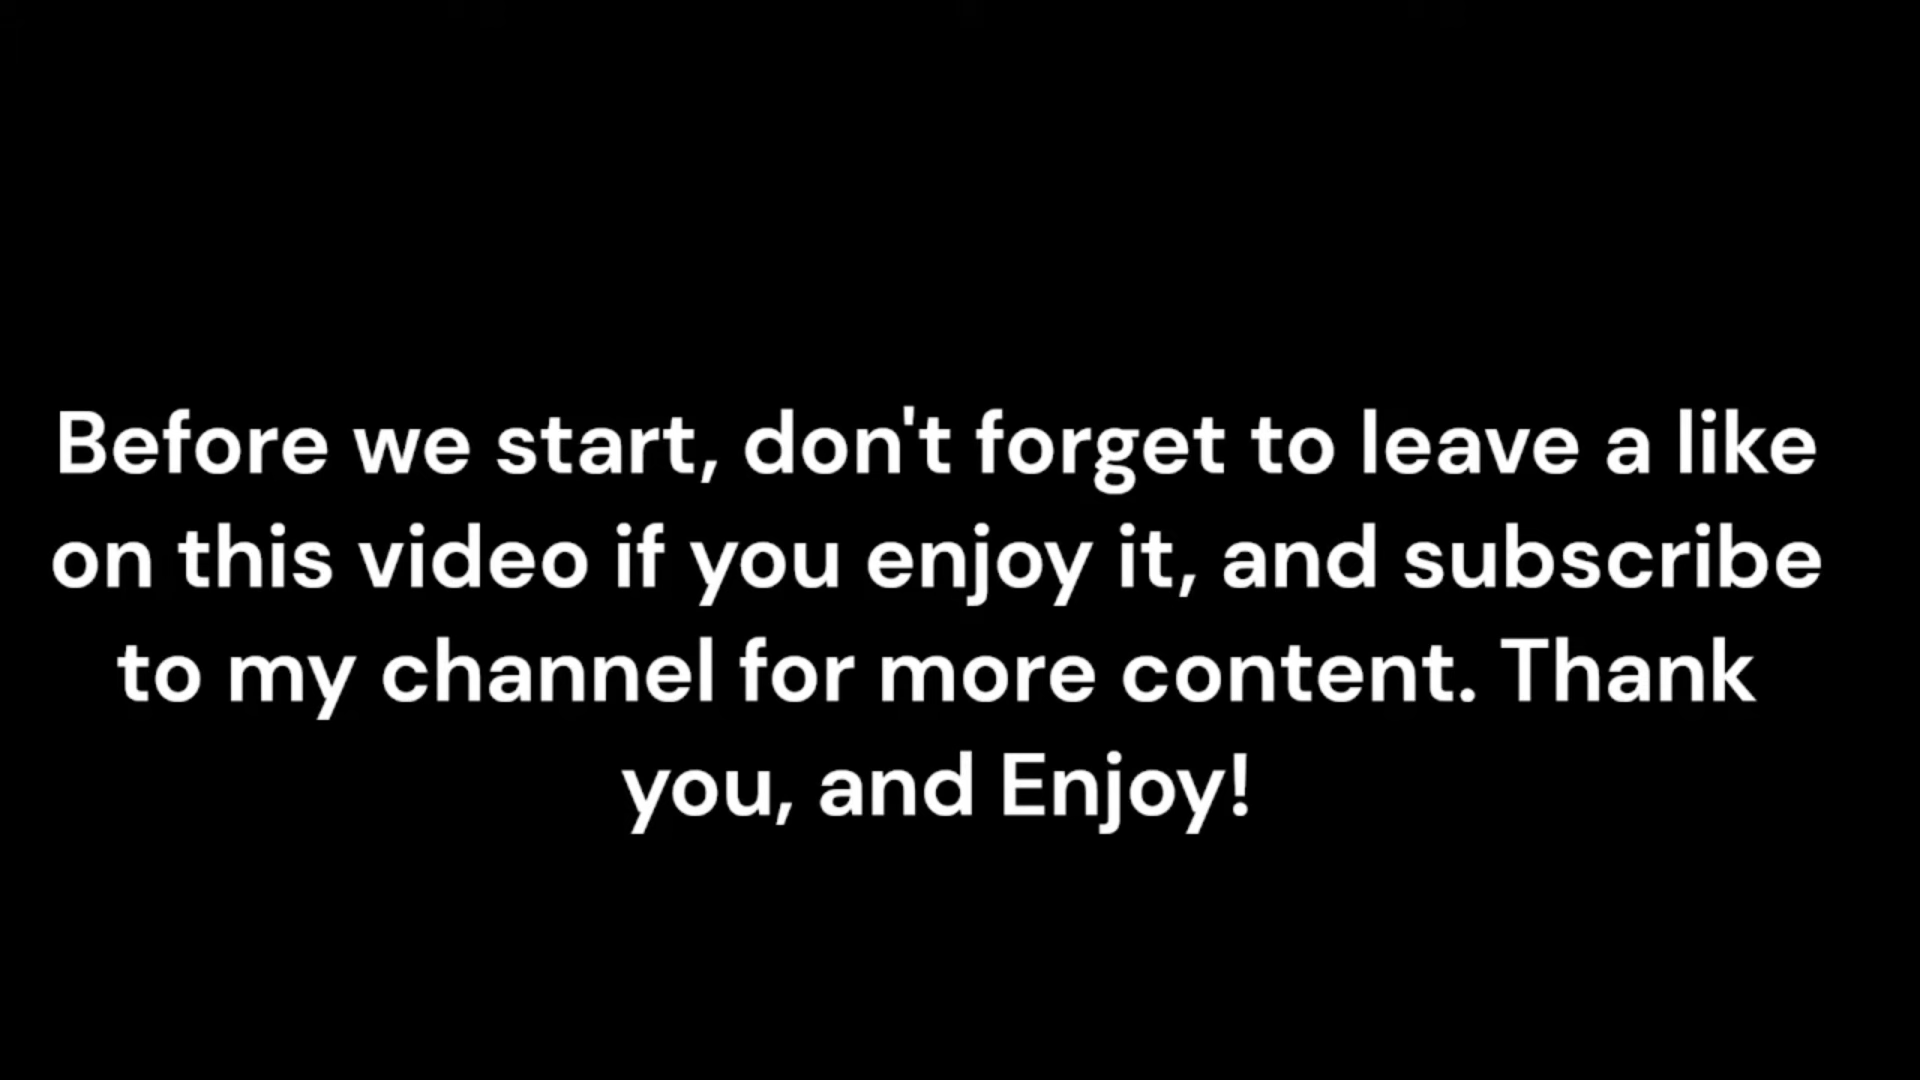 Before we start, don't forget to leave a like
on this video if you enjoy it, and subscribe
to my channel for more content. Thank
you, and Enjoy!